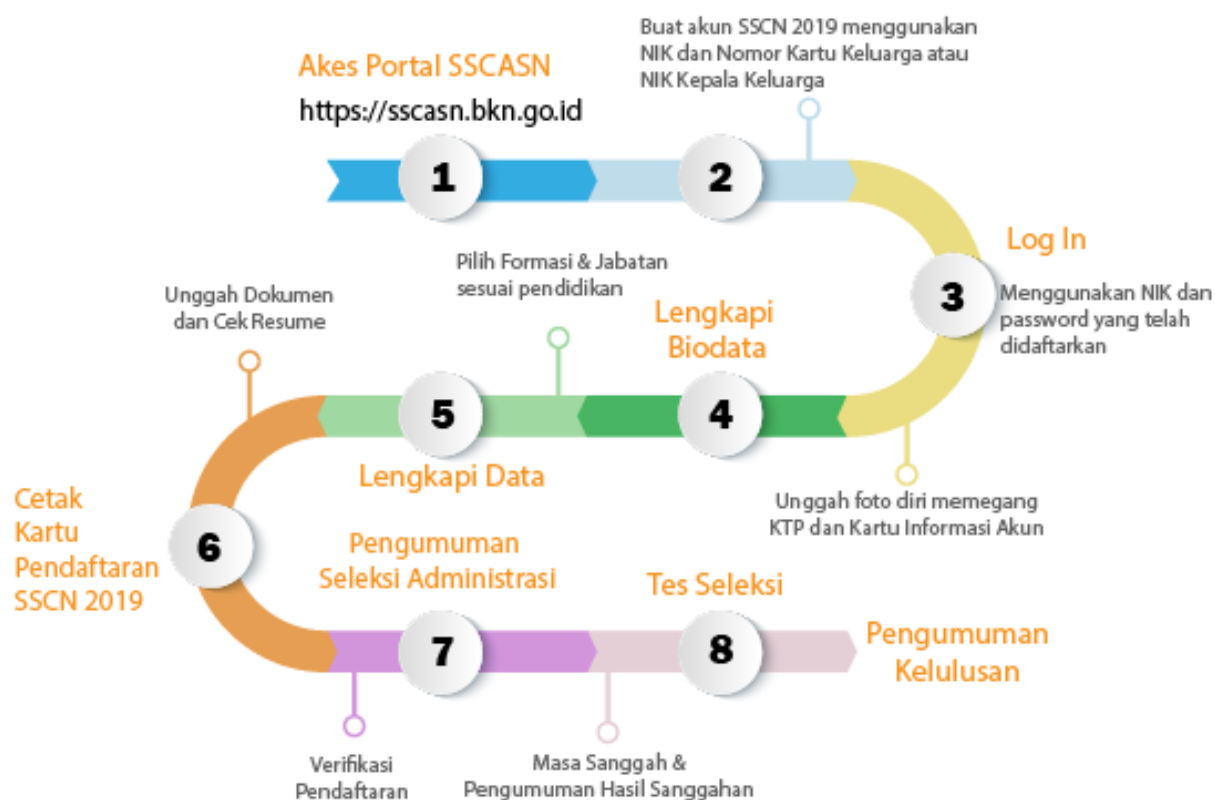 Akes Portal SSCASN
https://sscasn.bkn.go.id
1
Buat akun SSCN 2019 menggunakan
NIK dan Nomor Kartu Keluarga atau
NIK Kepala Keluarga
2
Log In
3
Menggunakan NIK dan
password yang telah
didaftarkan
Unggah foto diri memegang
KTP dan Kartu Informasi Akun
Lengkapi
Biodata
4
Pilih Formasi & Jabatan
sesuai pendidikan
5
Lengkapi Data
Unggah Dokumen
dan Cek Resume
Cetak
Kartu
Pendaftaran
SSCN 2019
6
Verifikasi
Pendaftaran
Pengumuman
Seleksi Administrasi
7
Masa Sanggah &
Pengumuman Hasil Sanggahan
Tes Seleksi
8
Pengumuman
Kelulusan